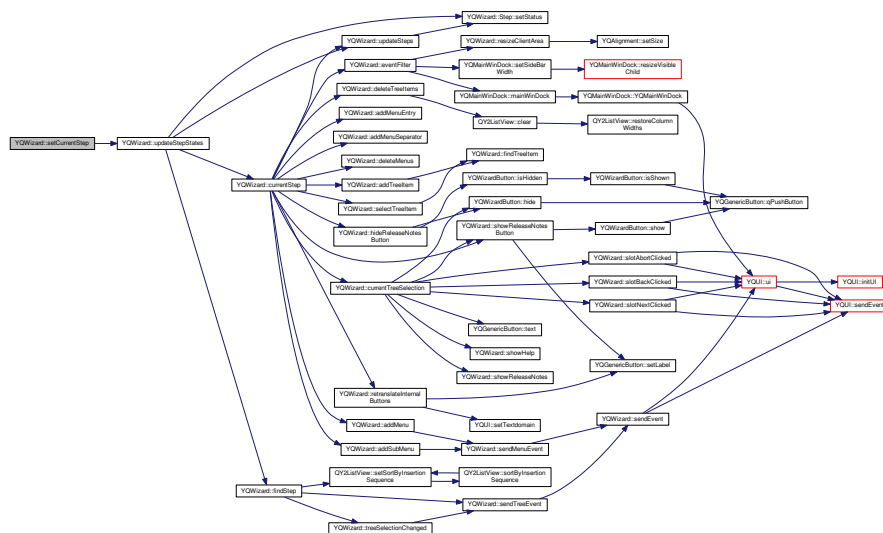 YQWizard::Step::setStatus
YQWizard::updateSteps
YQWizard::resizeClientArea
YQAlignment::setSize
YQWizard::eventFilter
YQMainWinDock::setSideBar
Width
YQMainWinDock::resizeVisible
Child
YQWizard::deleteTreeItems
YQMainWinDock::mainWinDock
YQMainWinDock::YQMainWinDock
YQWizard::addMenuEntry
QY2ListView::clear
QY2ListView::restoreColumn
Widths
YQWizard::addMenuSeparator
YQWizard::setCurrentStep
YQWizard::updateStepStates
YQWizard::deleteMenus
YQWizard::findTreeItem
YQWizard::currentStep
YQWizard::addTreeItem
YQWizardButton::isHidden
YQWizardButton::isShown
YQWizard::selectTreeItem
YQWizardButton::hide
YQGenericButton::qPushButton
YQWizard::hideReleaseNotes
Button
YQWizard::showReleaseNotes
Button
YQWizardButton::show
YQWizard::slotAbortClicked
YQWizard::currentTreeSelection
YQWizard::slotBackClicked
YQUI::ui
YQUI::initUI
YQWizard::slotNextClicked
YQUI::sendEvent
YQGenericButton::text
YQWizard::showHelp
YQGenericButton::setLabel
YQWizard::showReleaseNotes
YQWizard::retranslateInternal
Buttons
YQWizard::addMenu
YQUI::setTextdomain
YQWizard::sendEvent
YQWizard::addSubMenu
YQWizard::sendMenuEvent
QY2ListView::setSortByInsertion
Sequence
QY2ListView::sortByInsertion
Sequence
YQWizard::findStep
YQWizard::sendTreeEvent
YQWizard::treeSelectionChanged